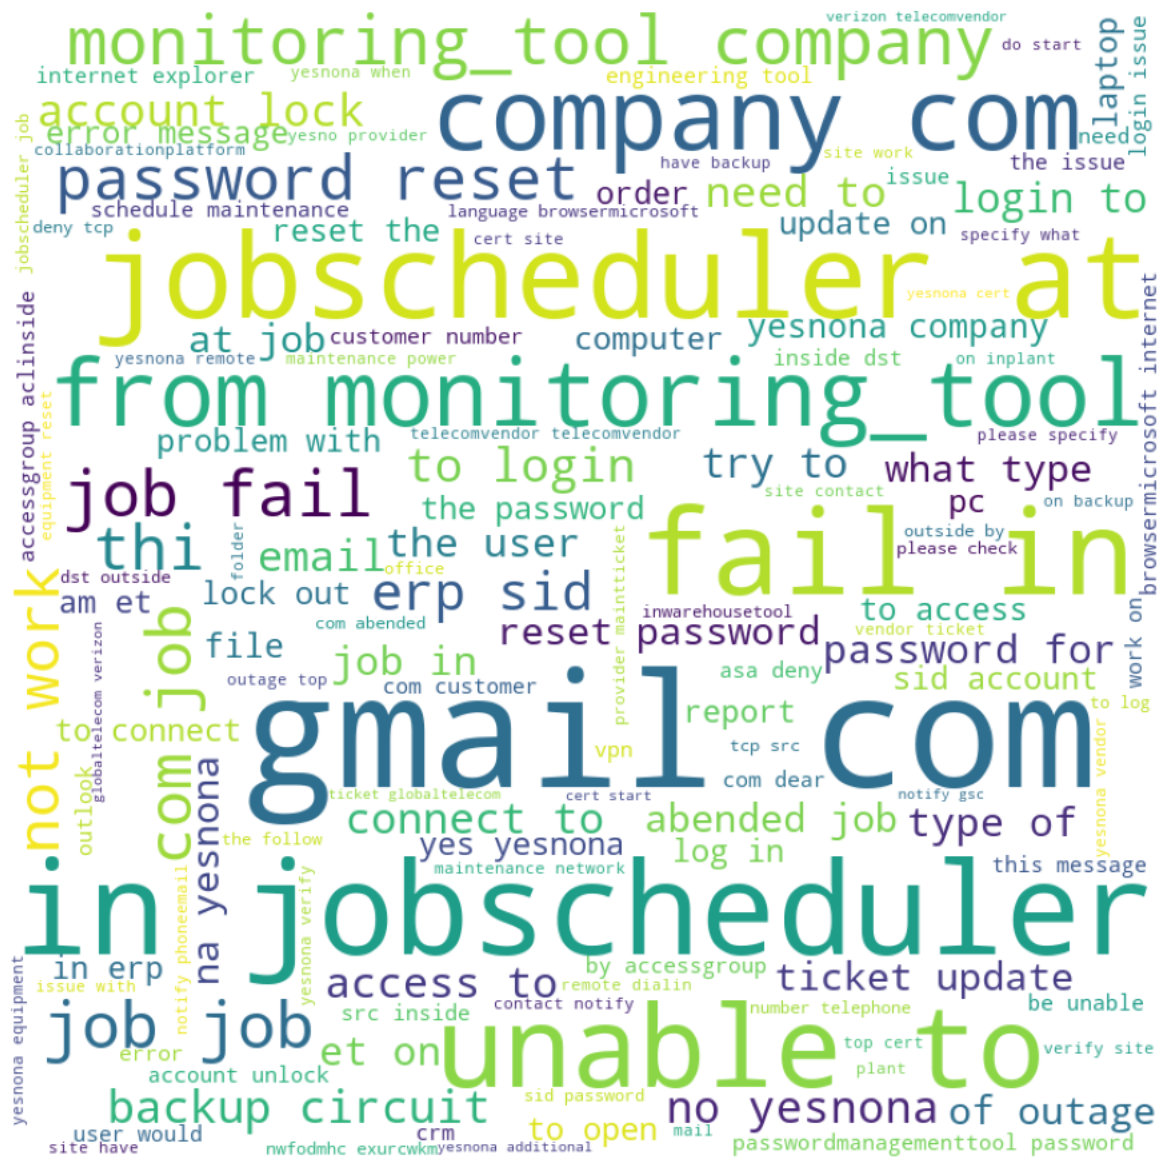 verizon telecomvendor
monitoring_tool company
do start
laptop
login issue
internet explorer
yesnona when
engineering tool
account lock
company com
error message
yesno provider
need
jobscheduler job
collaborationplatform
have backup
site work
the issue
password reset
order
need to
issue
login to
schedule maintenance
language browsermicrosoft
update on
deny tcp
reset the
cert site
specify what
jobscheduler at
yesnona cert
browsermicrosoft internet
accessgroup aclinside
at job
customer number
computer
yesnona company
yesnona remote
maintenance power
inside dst
on inplant
from monitoring_tool
equipment reset
problem with
telecomvendor telecomvendor
please specify
to login
try to
what type
job fail
site contact
pc
on backup
the password
fail in
outside by
thi
folder
email
the user
please check
office
provider maintticket
dst outside
am et
lock out
erp sid
inwarehousetool
to access
not work
com job
com abended
reset password
vendor ticket
work on
file
job in
password for
outage top
com customer
asa deny
sid account
globaltelecom verizon
gmail com
to log
to connect
report
tcp src
vpn
com dear
outlook
na yesnona
ticket globaltelecom
cert start
notify gsc
yesnona vendor
connect to
abended job
type of
the follow
yes yesnona
log in
this message
maintenance network
in jobscheduler
notify phoneemail
yesnona verify
in erp
by accessgroup
ticket update
access to
remote dialin
issue with
yesnona equipment
contact notify
number telephone
be unable
job job
src inside
unable to
error
et on
top cert
verify site
plant
account unlock
backup circuit
sid password
no yesnona
of outage
user would
crm
to open
mail
site have
nwfodmhc exurcwkm
yesnona additional
passwordmanagementtool password